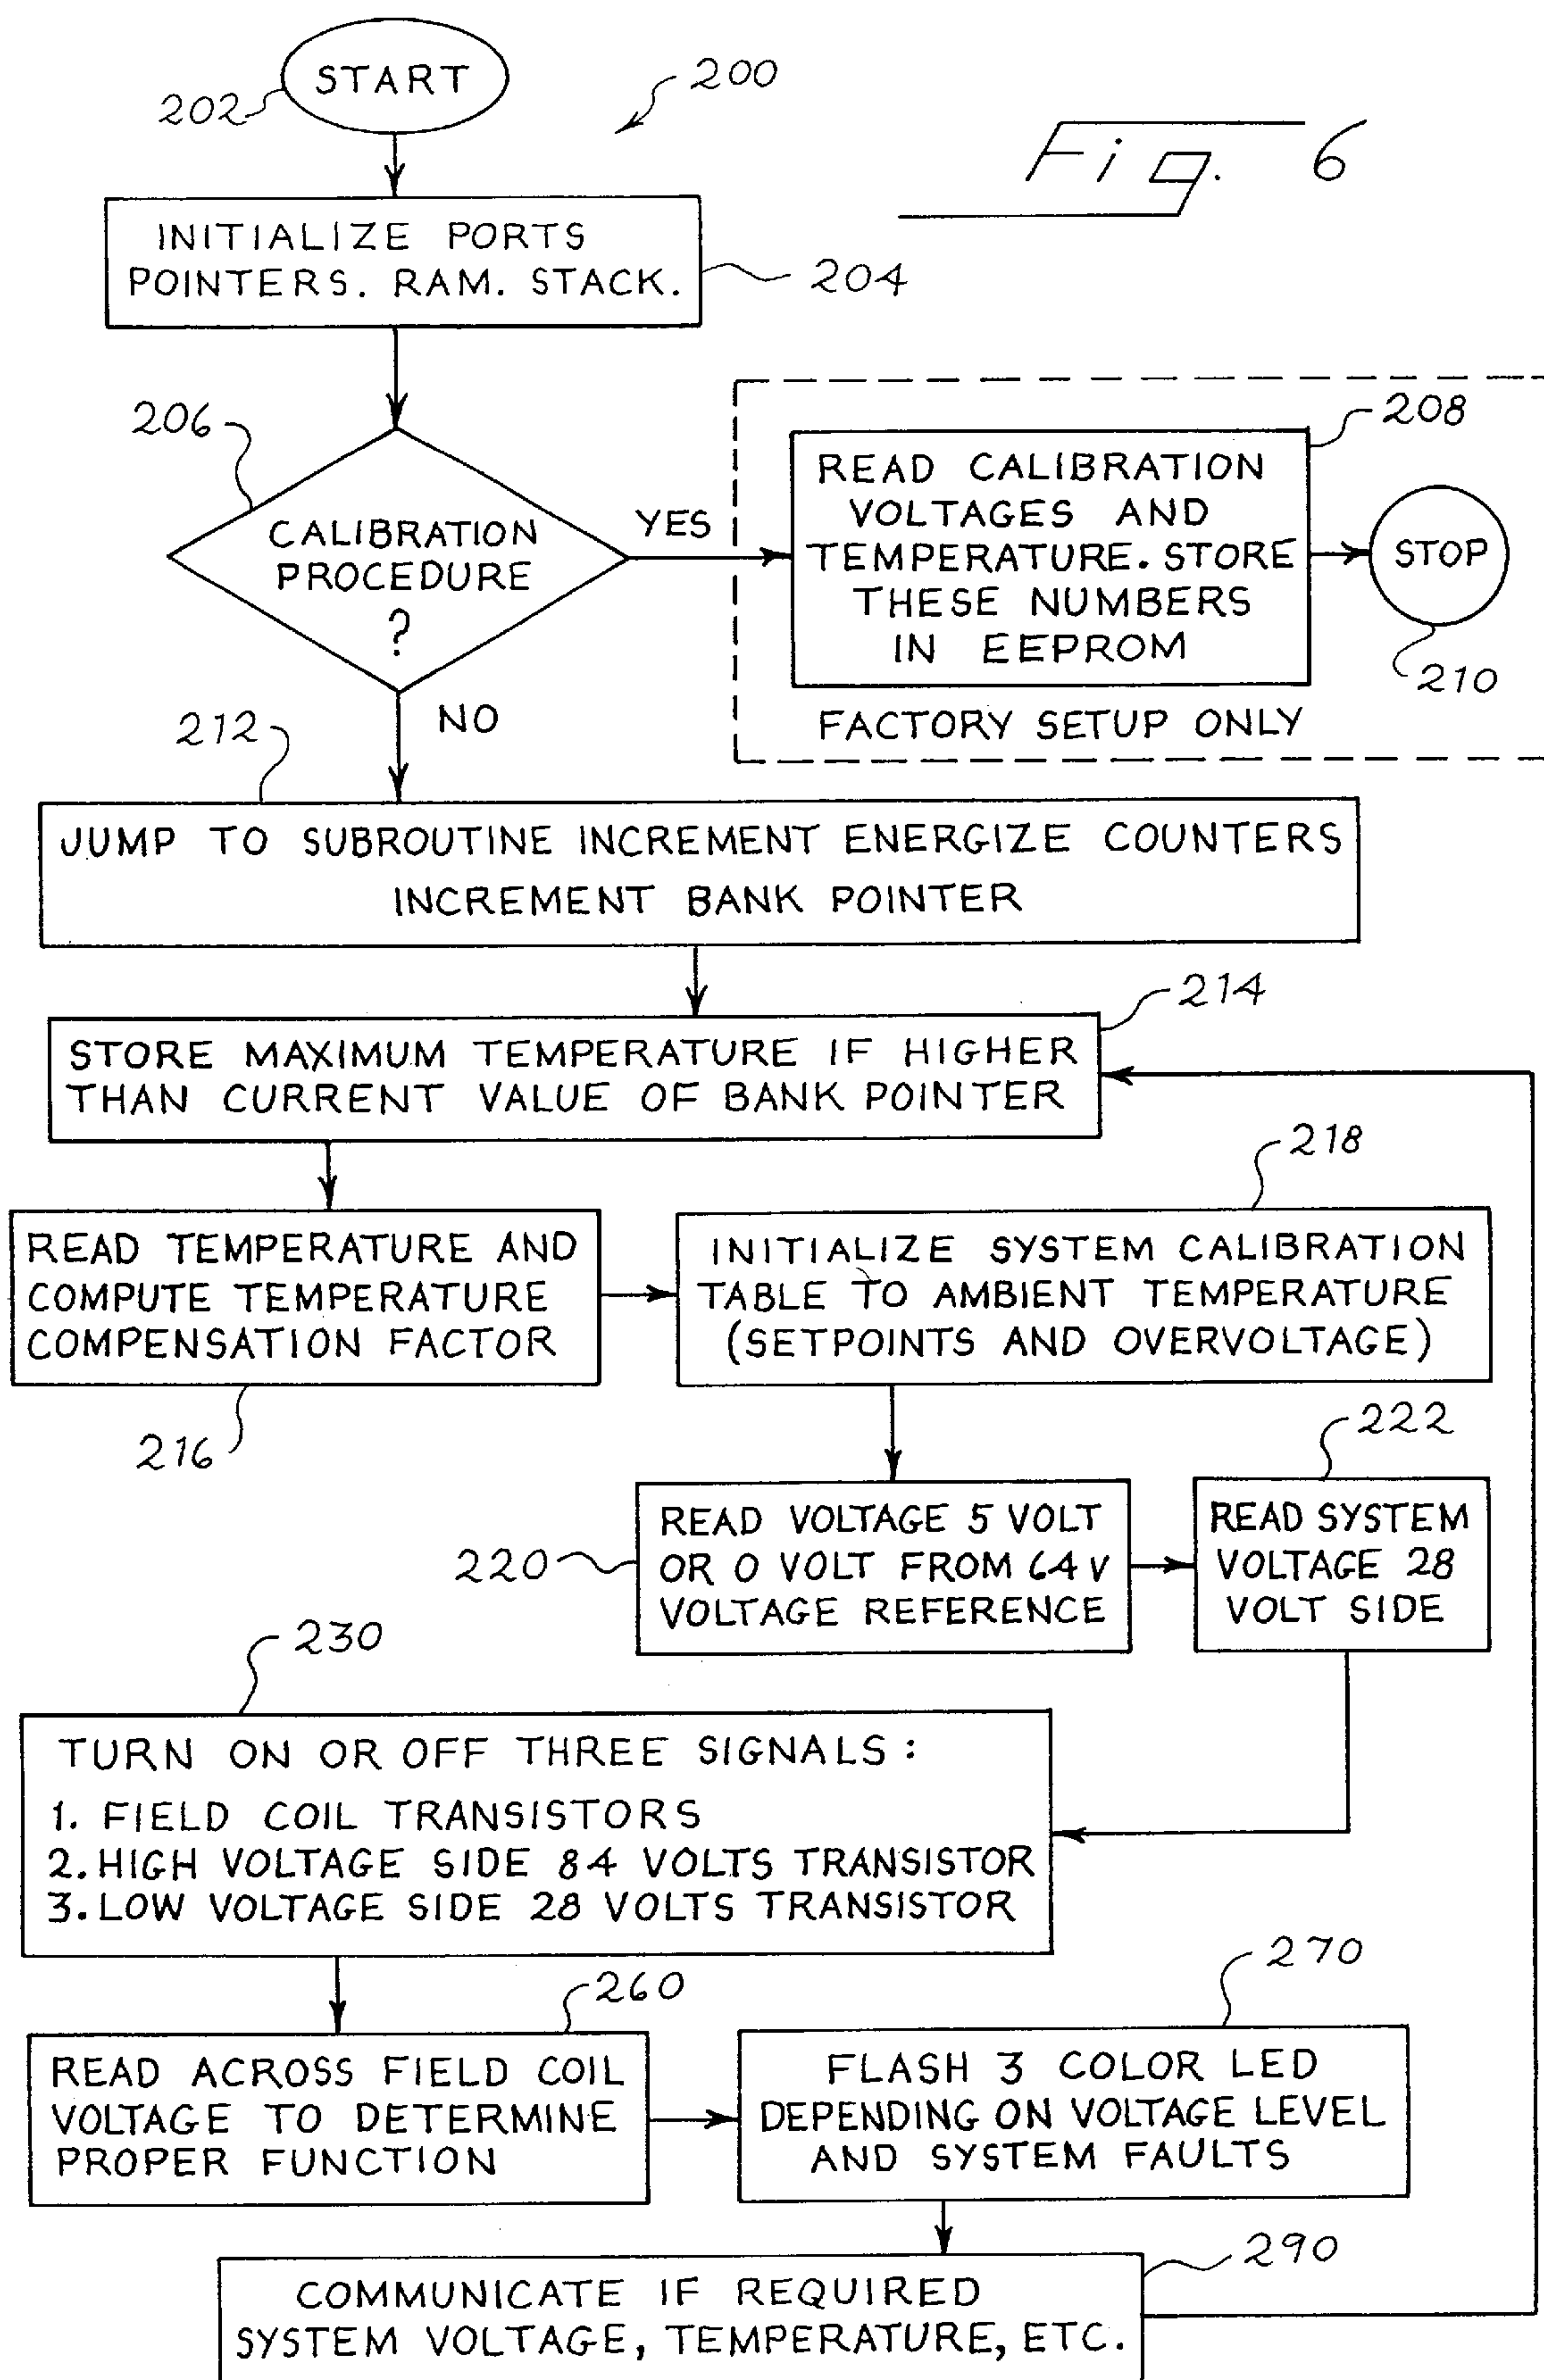 START
202
200
Fig. 6
INITIALIZE PORTS
POINTERS. RAM. STACK.
204
206
CALIBRATION
PROCEDURE
?
YES
NO
208
READ CALIBRATION
VOLTAGES AND
TEMPERATURE. STORE
THESE NUMBERS
IN EEPROM
STOP
210
FACTORY SETUP ONLY
212
JUMP TO SUBROUTINE INCREMENT ENERGIZE COUNTERS
INCREMENT BANK POINTER
214
STORE MAXIMUM TEMPERATURE IF HIGHER
THAN CURRENT VALUE OF BANK POINTER
READ TEMPERATURE AND
COMPUTE TEMPERATURE
COMPENSATION FACTOR
216
218
INITIALIZE SYSTEM CALIBRATION
TABLE TO AMBIENT TEMPERATURE
(SETPOINTS AND OVERVOLTAGE)
220
READ VOLTAGE 5 VOLT
OR 0 VOLT FROM 64 V
VOLTAGE REFERENCE
222
READ SYSTEM
VOLTAGE 28
VOLT SIDE
230
TURN ON OR OFF THREE SIGNALS:
1. FIELD COIL TRANSISTORS
2. HIGH VOLTAGE SIDE 84 VOLTS TRANSISTOR
3. LOW VOLTAGE SIDE 28 VOLTS TRANSISTOR
260
READ ACROSS FIELD COIL
VOLTAGE TO DETERMINE
PROPER FUNCTION
270
FLASH 3 COLOR LED
DEPENDING ON VOLTAGE LEVEL
AND SYSTEM FAULTS
290
COMMUNICATE IF REQUIRED
SYSTEM VOLTAGE, TEMPERATURE, ETC.